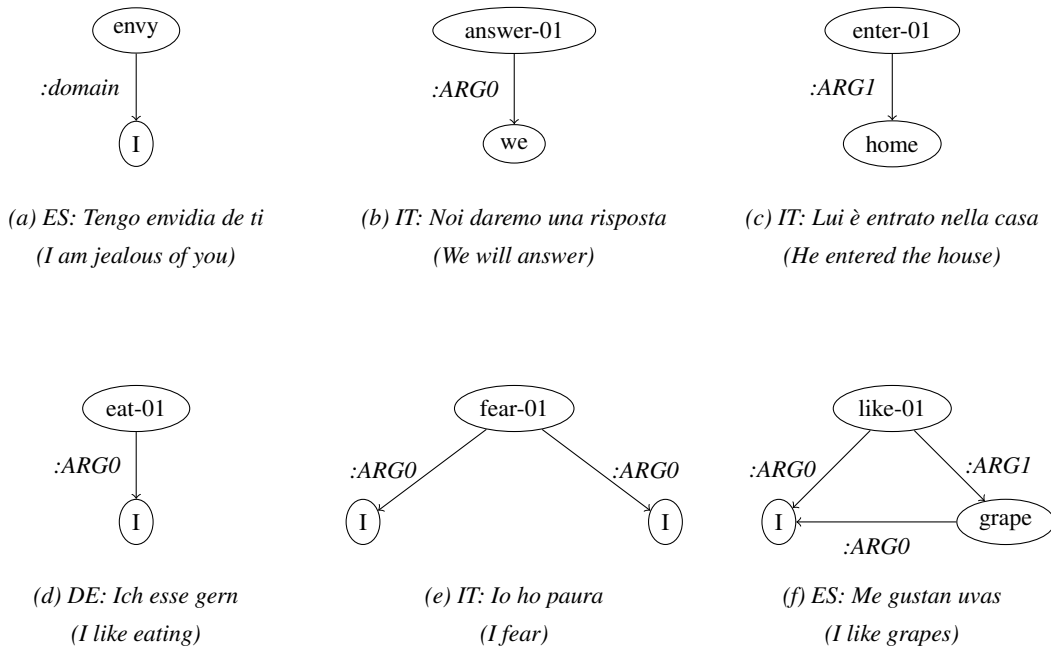 envy
answer-01
enter-01
:domain
:ARG0
:ARG1
I
we
home
(a) ES: Tengo envidia de ti
(I am jealous of you)
(b) IT: Noi daremo una risposta
(We will answer)
(c) IT: Lui è entrato nella casa
(He entered the house)
eat-01
fear-01
like-01
:ARG0
:ARG0
:ARG0
:ARG0
:ARG1
I
I
I
I
grape
:ARG0
(d) DE: Ich esse gern
(I like eating)
(e) IT: Io ho paura
(I fear)
(f) ES: Me gustan uvas
(I like grapes)